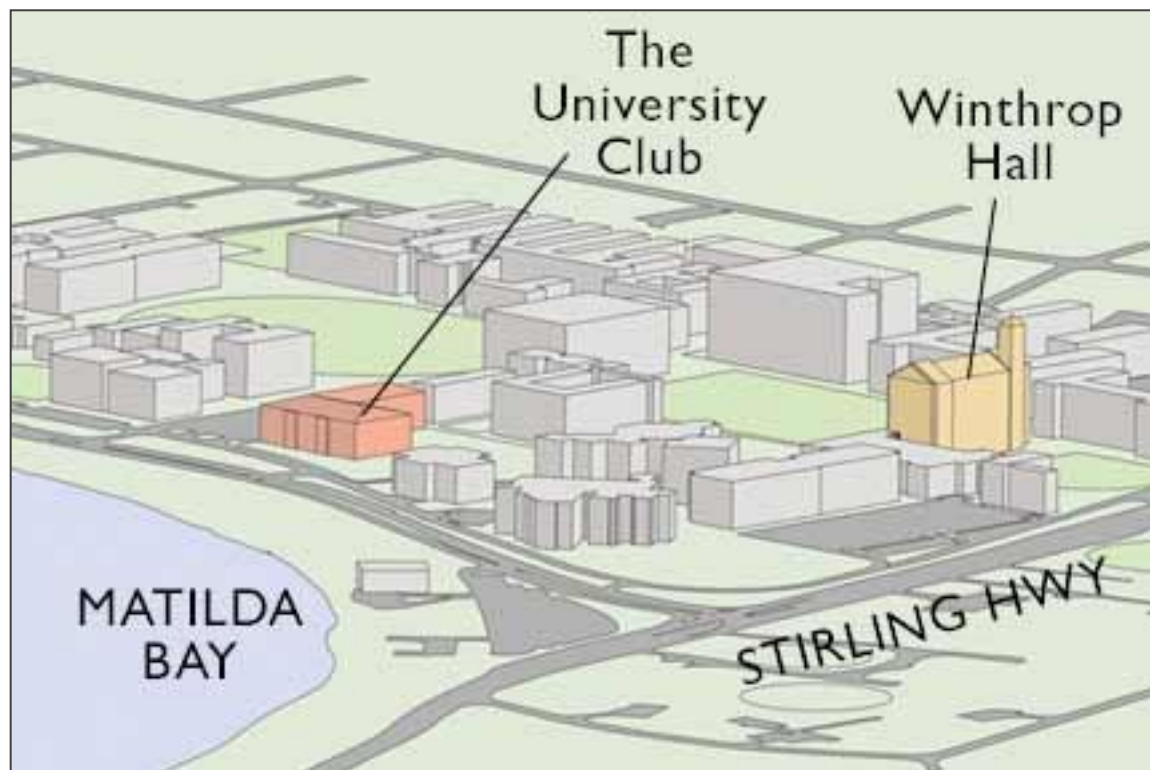 The
University
Club
Winthrop
Hall
MATILDA
BAY
STIRLING HWY